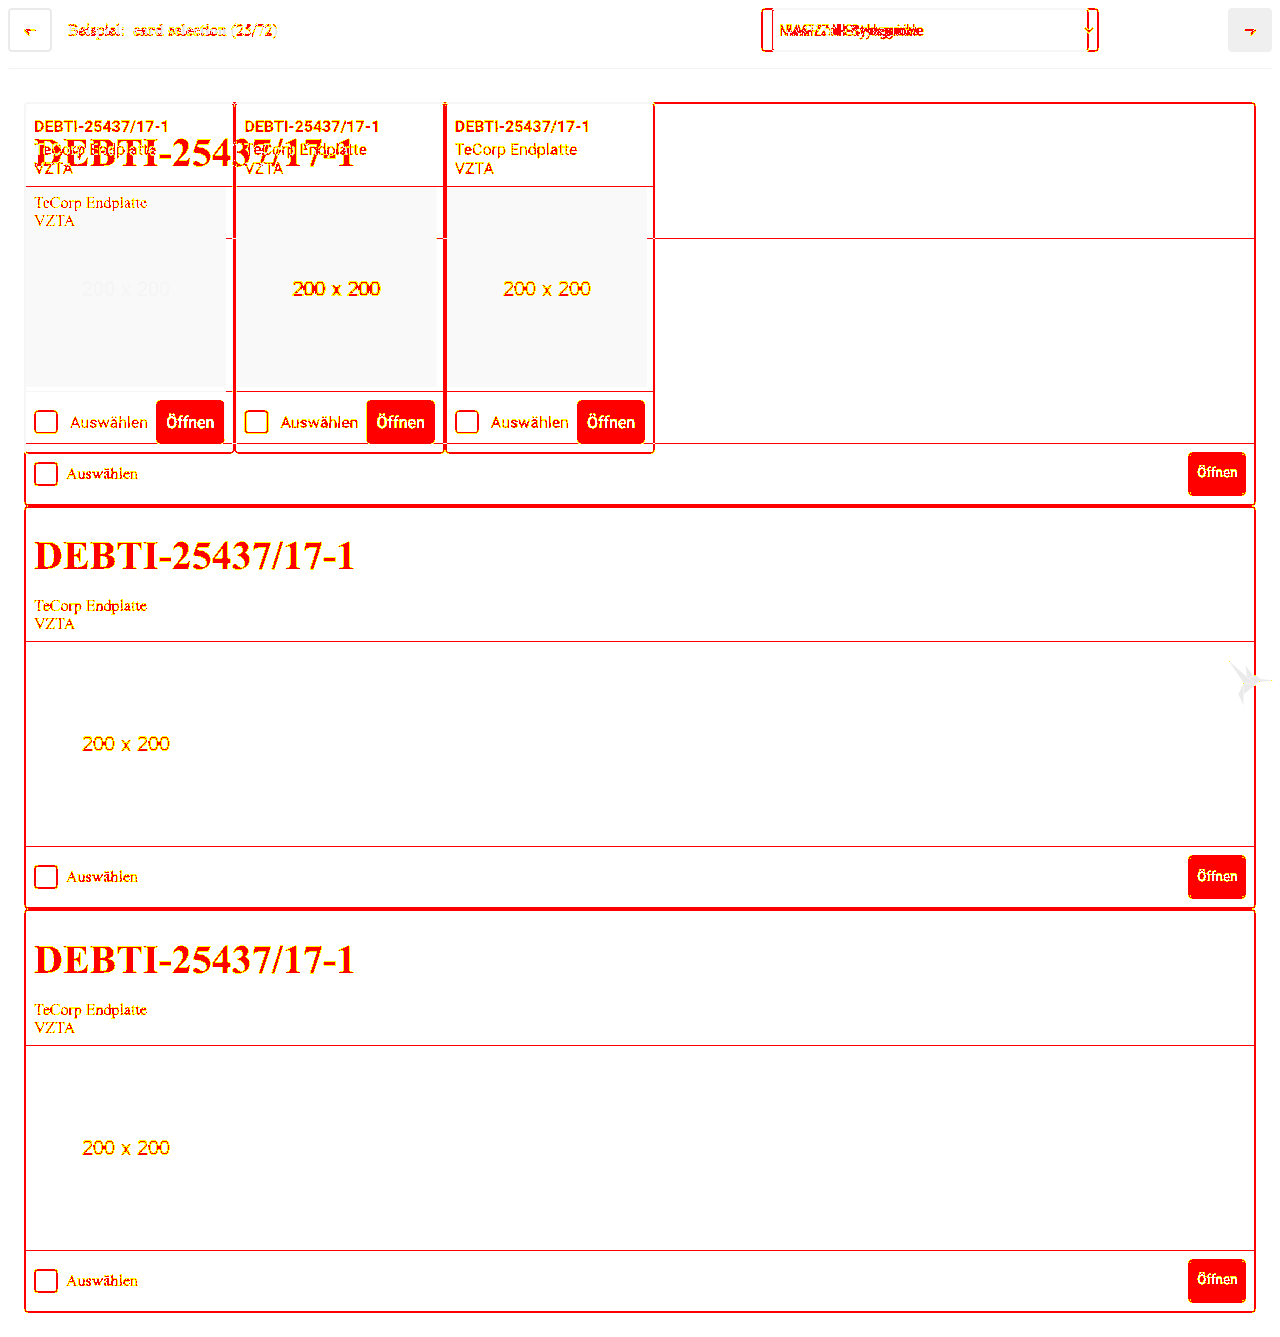 ←
Beispiel: card selection (23/72)
→
DEBTI-25437/17-1
TeCorp Endplatte
VZTA
DEBTI-25437/17-1
TeCorp Endplatte
VZTA
DEBTI-25437/17-1
TeCorp Endplatte
VZTA
DEBTI-25437/17-1
TeCorp Endplatte
VZTA
200 x 200
200 x 200
200 x 200
Auswählen Öffnen
Auswählen Öffnen
Auswählen Öffnen
Auswählen Öffnen
DEBTI-25437/17-1
TeCorp Endplatte
VZTA
200 x 200
Auswählen Öffnen
DEBTI-25437/17-1
TeCorp Endplatte
VZTA
200 x 200
Auswählen Öffnen